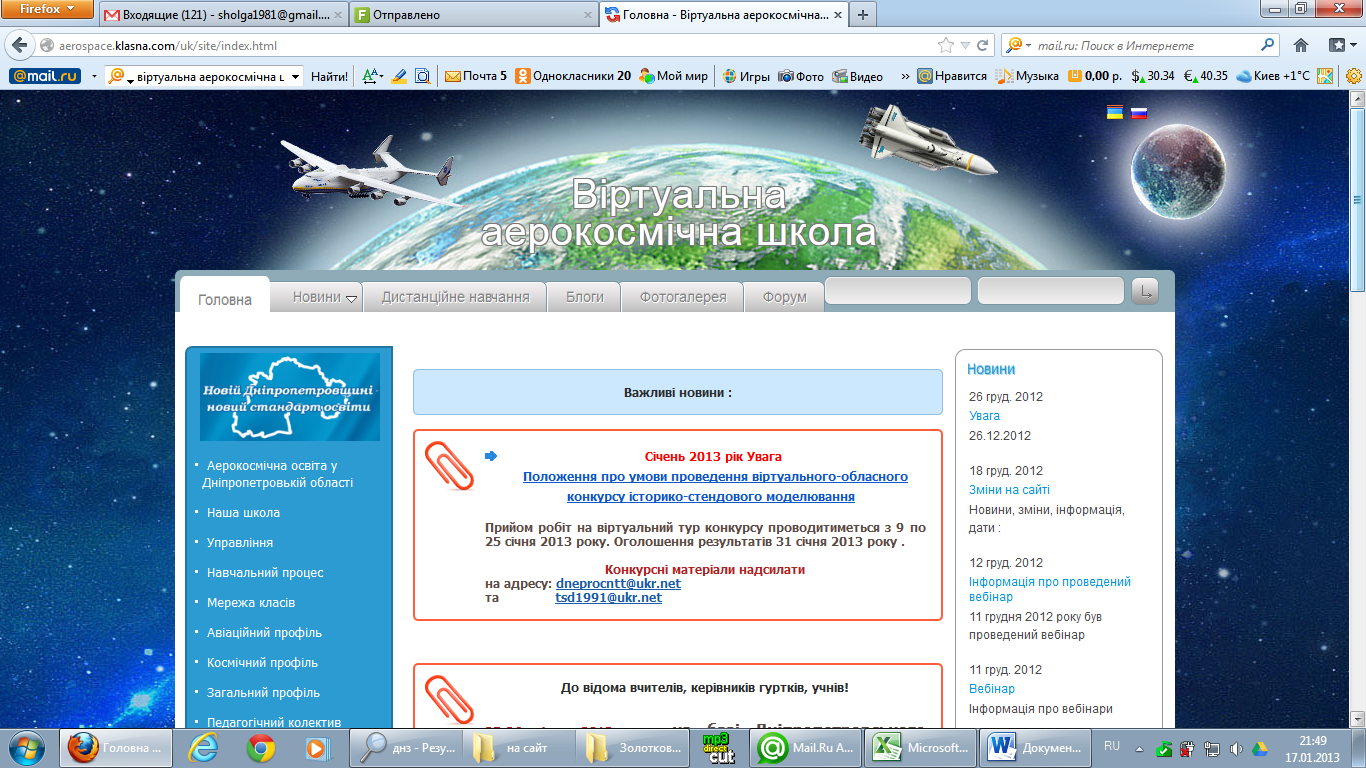 Firefox
Входящие (121) - sholga1981@gmail....
Отправлено
Головна - Віртуальна аерокосмічна...
aerospace.klasna.com/uk/site/index.html
mail.ru: Поиск в Интернете
@mail.ru
віртуальна аерокосмічна ш
Найти!
Почта 5
Однокласники 20
Мой мир
Игры
Фото
Видео
Нравится
Музыка
0,00 р.
$ 30.34
€ 40.35
Киев +1°C
Віртуальна
аерокосмічна школа
Головна
Новини
Дистанційне навчання
Блоги
Фотогалерея
Форум
Новій Дніпропетровщині
новий стандарт освіти
Аерокосмічна освіта у
Дніпропетровькій області
Наша школа
Управління
Навчальний процес
Мережа класів
Авіаційний профіль
Космічний профіль
Загальний профіль
Педагогічний колектив
Важливі новини :
Січень 2013 рік Увага
Положення про умови проведення віртуального-обласного
конкурсу історико-стендового моделювання
Прийом робіт на віртуальний тур конкурсу проводитиметься з 9 по
25 січня 2013 року. Оголошення результатів 31 січня 2013 року .
Конкурсні матеріали надсилати
на адресу: dneprocntt@ukr.net
та tsd1991@ukr.net
До відома вчителів, керівників гуртків, учнів!
Новини
26 груд. 2012
Увага
26.12.2012
18 груд. 2012
Зміни на сайті
Новини, зміни, інформація,
дати :
12 груд. 2012
Інформація про проведений
вебінар
11 грудня 2012 року був
проведений вебінар
11 груд. 2012
Вебінар
Інформація про вебінари
Головна ...
днз - Резу...
на сайт
Золотков...
mp3
direct
cut
Mail.Ru А...
Microsoft...
Докумен...
RU
21:49
17.01.2013